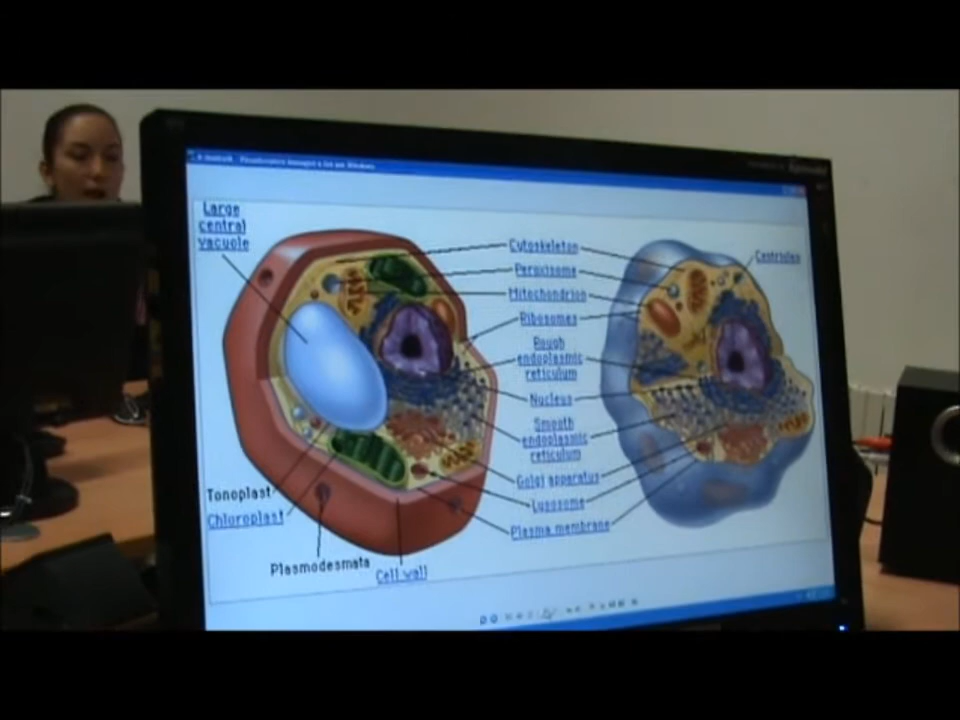 Large
central
vacuole
Cytoskeleton
Peroxisome
Mitochondrion
Ribosomes
Rough
endoplasmic
reticulum
Nucleus
Smooth
endoplasmic
reticulum
Golgi apparatus
Lysosome
Plasma membrane
Centrioles
Tonoplast
Chloroplast
Plasmodesmata
Cell wall